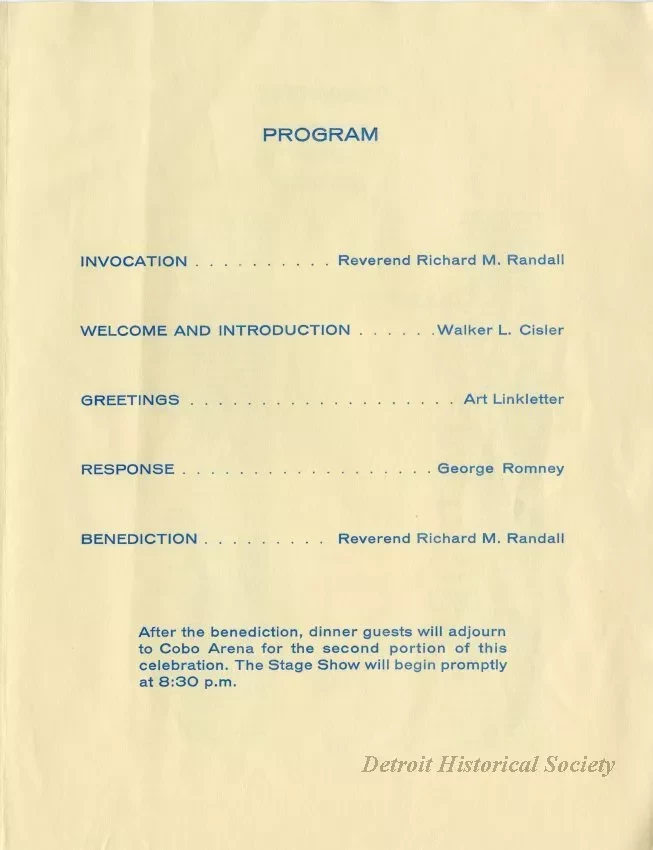 PROGRAM
INVOCATION . . . . . . . . . . Reverend Richard M. Randall
WELCOME AND INTRODUCTION . . . . . . Walker L. Cisler
GREETINGS . . . . . . . . . . . . . . . . . . . Art Linkletter
RESPONSE . . . . . . . . . . . . . . . . . . George Romney
BENEDICTION . . . . . . . . . Reverend Richard M. Randall
After the benediction, dinner guests will adjourn
to Cobo Arena for the second portion of this
celebration. The Stage Show will begin promptly
at 8:30 p.m.
Detroit Historical Society